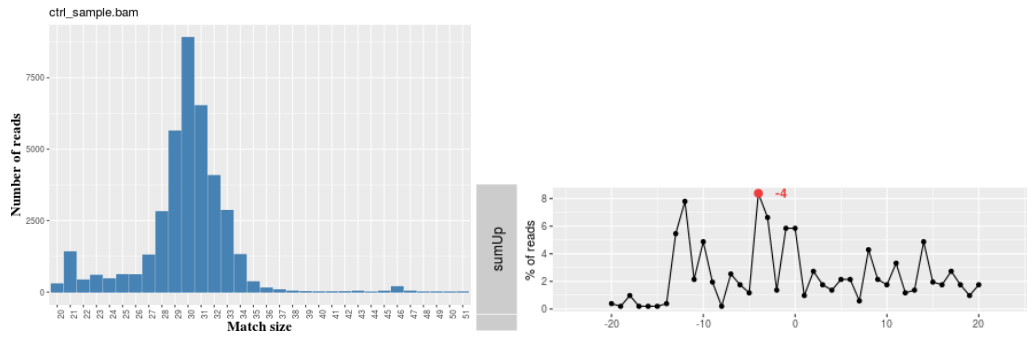 ctrl_sample.bam
Number of reads
7500
5000
2500
0
20 21 22 23 24 25 26 27 28 29 30 31 32 33 34 35 36 37 38 39 40 41 42 43 44 45 46 47 48 49 50 51
Match size
sumUp
% of reads
8
6
4
2
0
-4
-20 -10 0 10 20